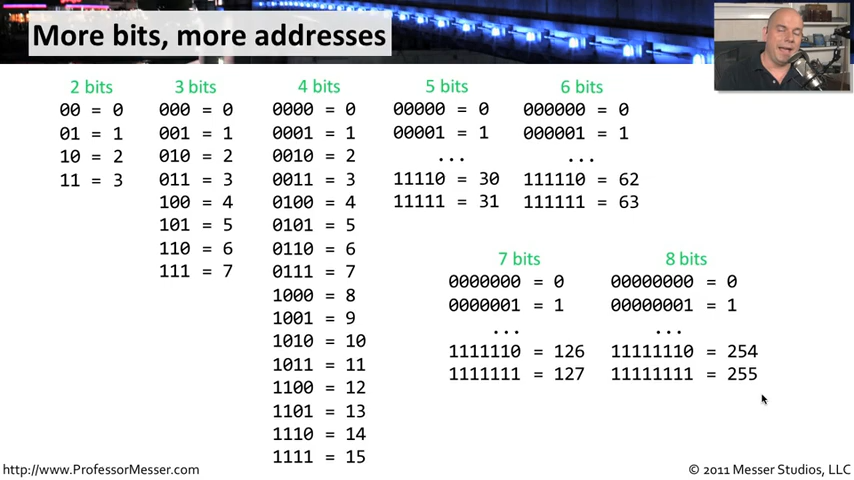 More bits, more addresses
2 bits
00 = 0
01 = 1
10 = 2
11 = 3
3 bits
000 = 0
001 = 1
010 = 2
011 = 3
100 = 4
101 = 5
110 = 6
111 = 7
4 bits
0000 = 0
0001 = 1
0010 = 2
0011 = 3
0100 = 4
0101 = 5
0110 = 6
0111 = 7
1000 = 8
1001 = 9
1010 = 10
1011 = 11
1100 = 12
1101 = 13
1110 = 14
1111 = 15
5 bits
00000 = 0
00001 = 1
...
11110 = 30
11111 = 31
6 bits
000000 = 0
000001 = 1
...
111110 = 62
111111 = 63
7 bits
0000000 = 0
0000001 = 1
...
1111110 = 126
1111111 = 127
8 bits
00000000 = 0
00000001 = 1
...
11111110 = 254
11111111 = 255
http://www.ProfessorMesser.com
© 2011 Messer Studios, LLC